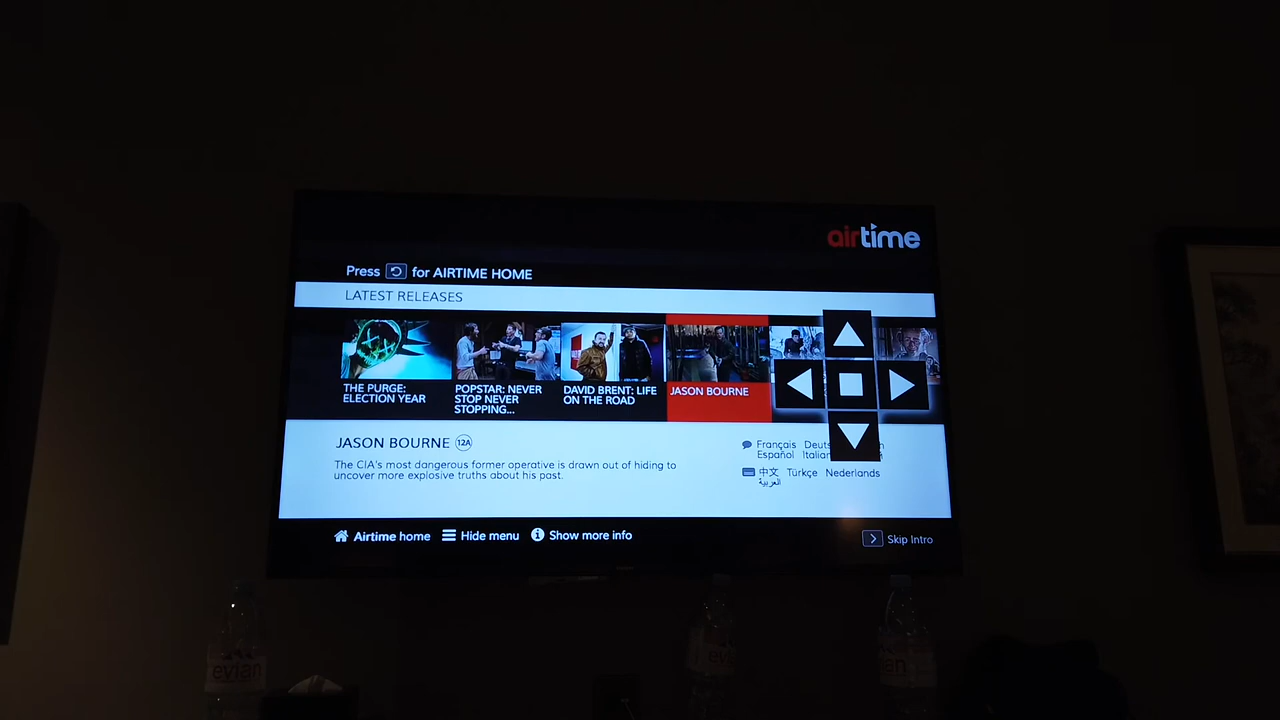 airtime
Press for AIRTIME HOME
LATEST RELEASES
THE PURGE:
ELECTION YEAR
POPSTAR: NEVER
STOP NEVER
STOPPING...
DAVID BRENT: LIFE
ON THE ROAD
JASON BOURNE
JASON BOURNE 12A
The CIA's most dangerous former operative is drawn out of hiding to
uncover more explosive truths about his past.
Français
Español
中文 Türkçe Nederlands
العربية
Airtime home Hide menu Show more info
Skip Intro
evian